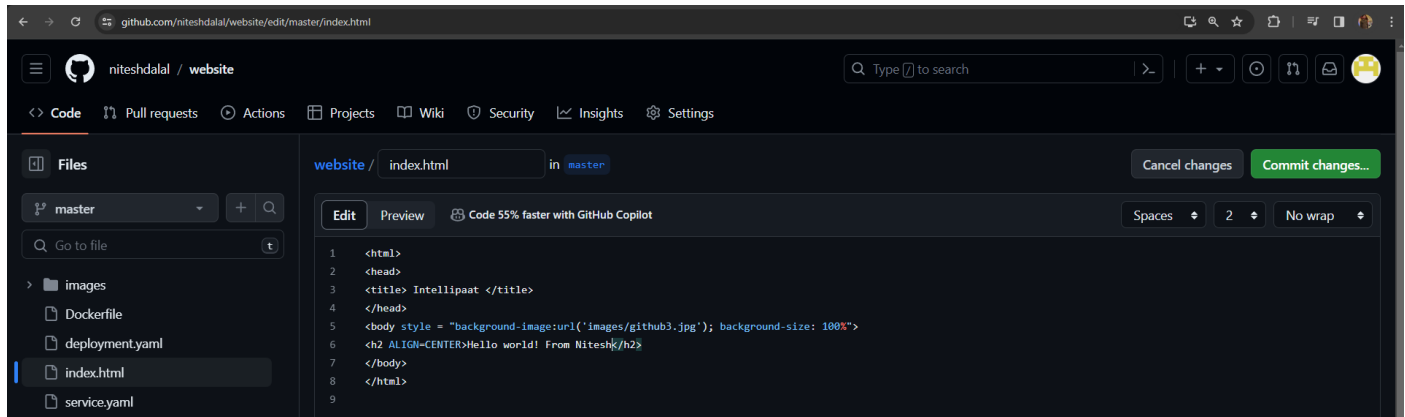 github.com/niteshdalal/website/edit/master/index.html
niteshdalal / website
Type / to search
Code Pull requests Actions Projects Wiki Security Insights Settings
Files
website / index.html in master
Cancel changes Commit changes...
master
Edit Preview Code 55% faster with GitHub Copilot
Spaces 2 No wrap
Go to file t
1 <html>
2 <head>
3 <title> Intellipaat </title>
4 </head>
5 <body style = "background-image:url('images/github3.jpg'); background-size: 100%">
6 <h2 ALIGN=CENTER>Hello world! From Nitesh</h2>
7 </body>
8 </html>
9
images
Dockerfile
deployment.yaml
index.html
service.yaml